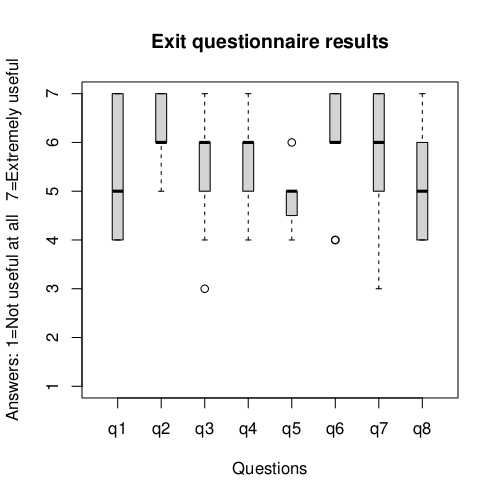 Exit questionnaire results
Answers: 1=Not useful at all   7=Extremely useful
7
6
5
4
3
2
1
q1 q2 q3 q4 q5 q6 q7 q8
Questions